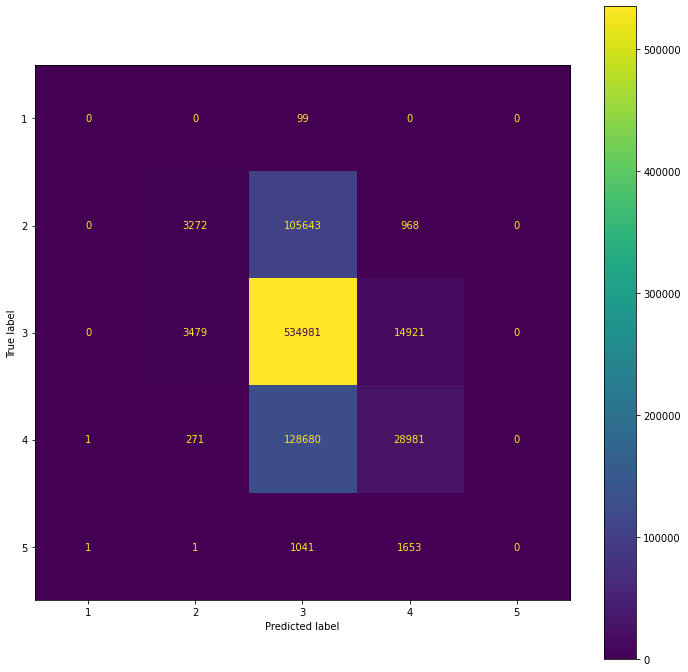 1 0 0 99 0 0
2 0 3272 105643 968 0
3 0 3479 534981 14921 0
4 1 271 128680 28981 0
5 1 1 1041 1653 0
1 2 3 4 5
True label
Predicted label
500000
400000
300000
200000
100000
0